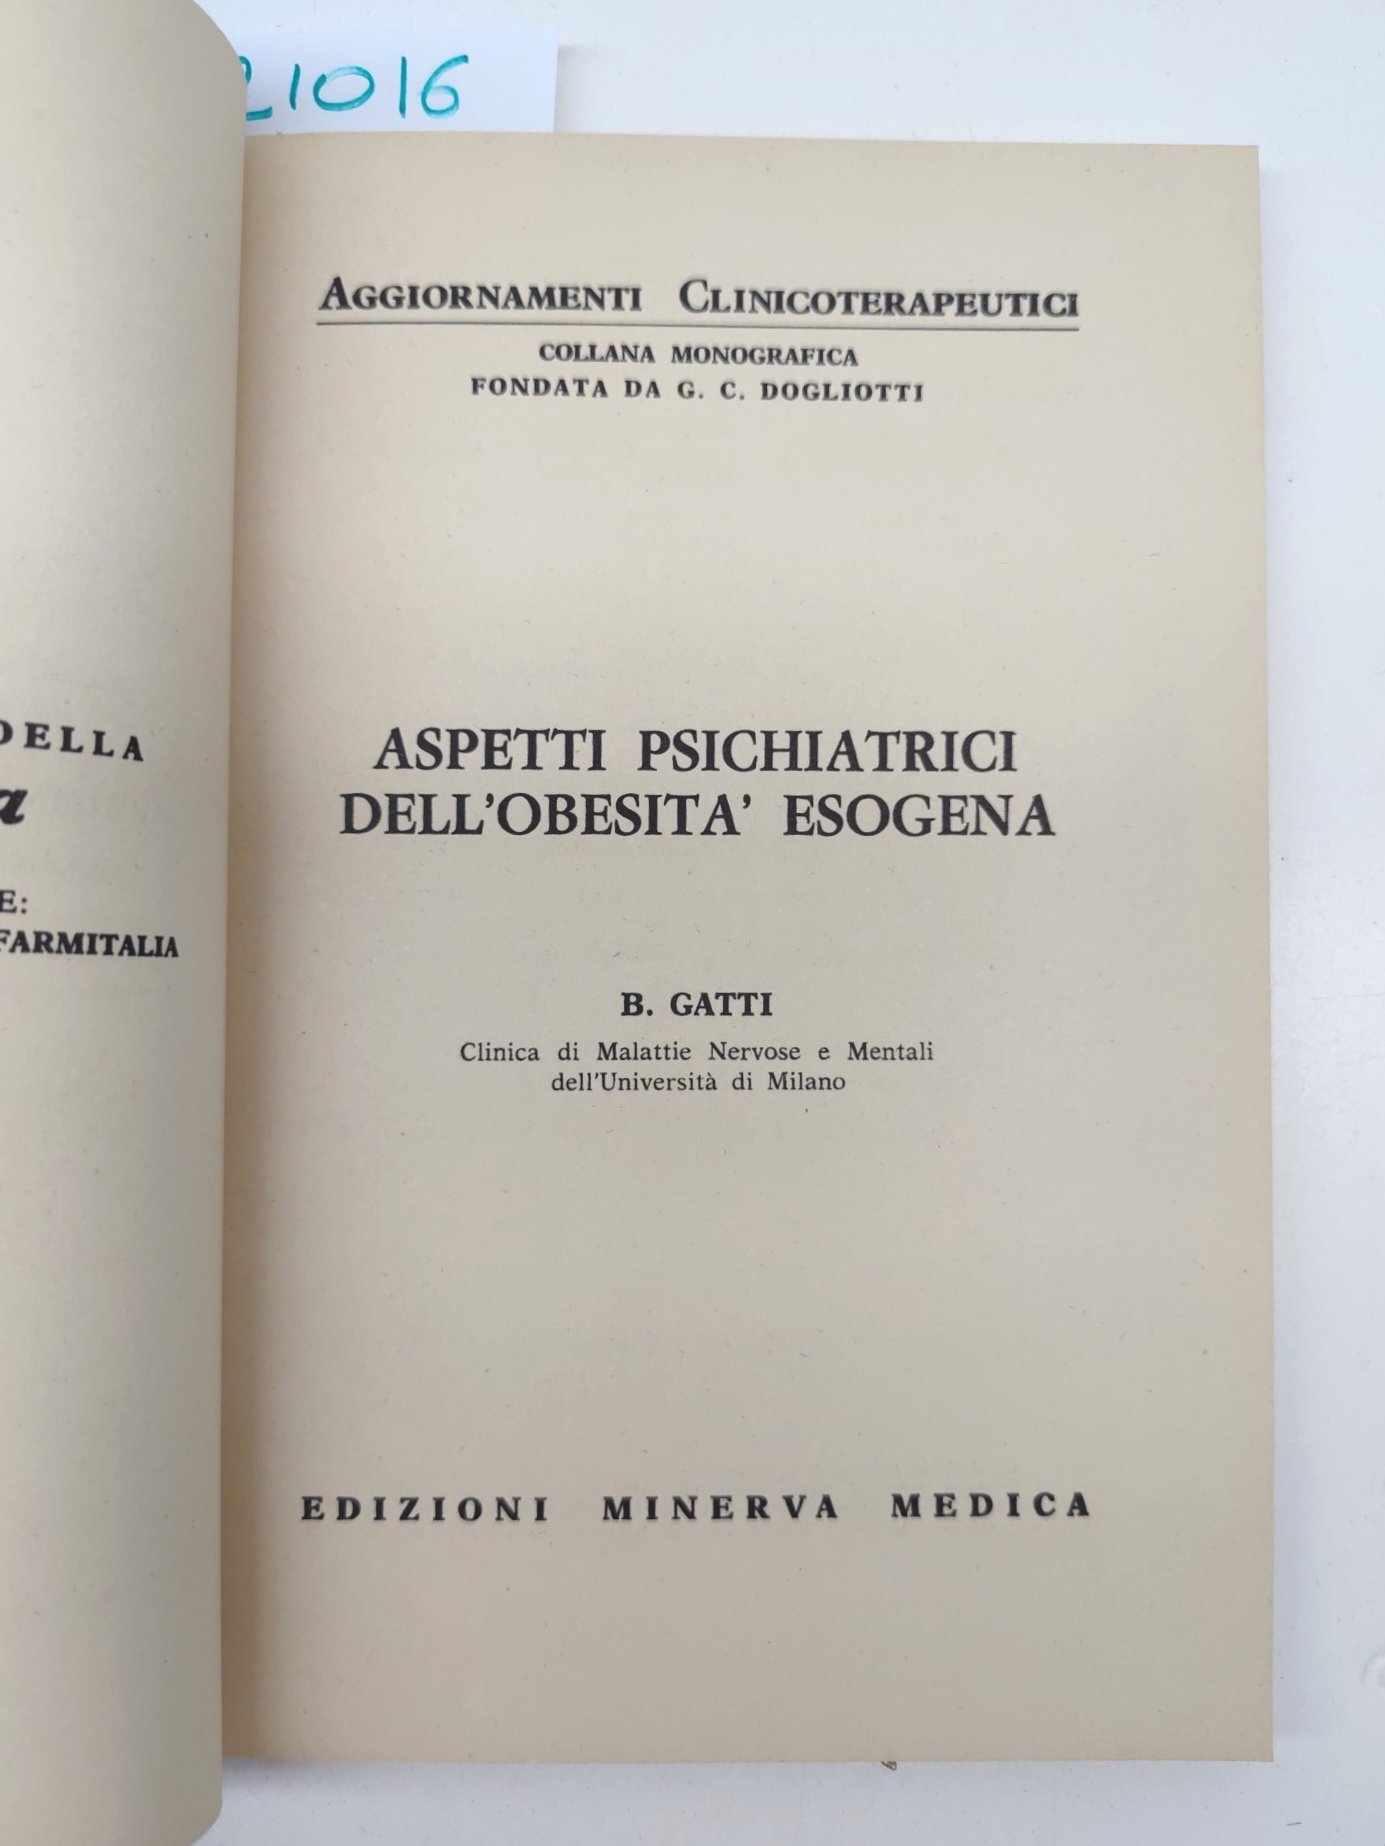 21016
DELLA
a
E:
FARMITALIA
AGGIORNAMENTI CLINICOTERAPEUTICI
COLLANA MONOGRAFICA
FONDATA DA G. C. DOGLIOTTI
ASPETTI PSICHIATRICI
DELL'OBESITA' ESOGENA
B. GATTI
Clinica di Malattie Nervose e Mentali
dell'Università di Milano
EDIZIONI MINERVA MEDICA